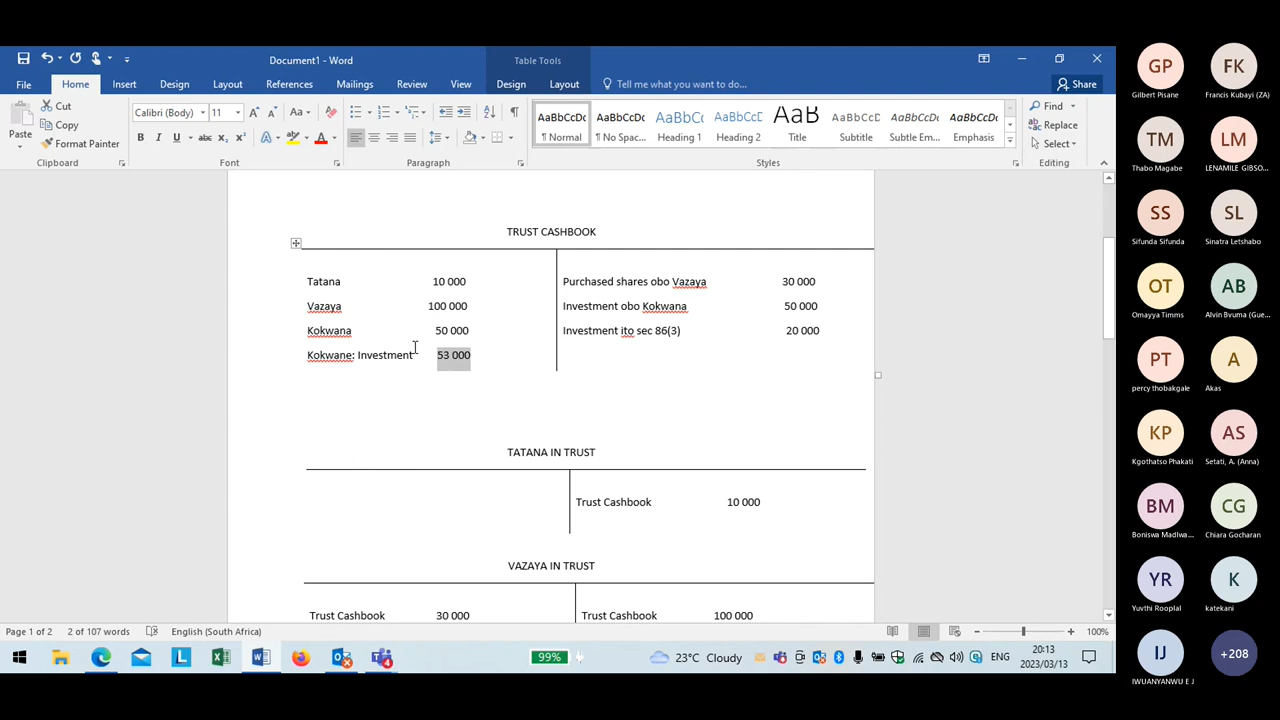 Document1 - Word
Table Tools
File Home Insert Design Layout References Mailings Review View Design Layout Tell me what you want to do... Share
Paste
Cut
Copy
Format Painter
Clipboard
Calibri (Body) 11
Font
Paragraph
AaBbCcDc AaBbCcDc AaBbCc AaBbCcD AaB AaBbCcD AaBbCcDc AaBbCcDc
¶ Normal ¶ No Spac... Heading 1 Heading 2 Title Subtitle Subtle Em... Emphasis
Styles
Find
Replace
Select
Editing
TRUST CASHBOOK
Tatana 10 000 Purchased shares obo Vazaya 30 000
Vazaya 100 000 Investment obo Kokwana 50 000
Kokwana 50 000 Investment ito sec 86(3) 20 000
Kokwane: Investment 53 000
TATANA IN TRUST
Trust Cashbook 10 000
VAZAYA IN TRUST
Trust Cashbook 30 000 Trust Cashbook 100 000
Page 1 of 2 2 of 107 words English (South Africa) 100%
99% 23°C Cloudy ENG 20:13
2023/03/13
GP FK
Gilbert Pisane Francis Kubayi (ZA)
TM LM
Thabo Magabe LENAMILE GIBSO...
SS SL
Sifunda Sifunda Sinatra Letshabo
OT AB
Omayya Timms Alvin Bvuma (Gue...
PT A
percy thobakgale Akas
KP AS
Kgothatso Phakati Setati, A. (Anna)
BM CG
Boniswa Madlwa... Chiara Gocharan
YR K
Yuvthi Rooplal katekani
IJ +208
IWUANYANWU E J